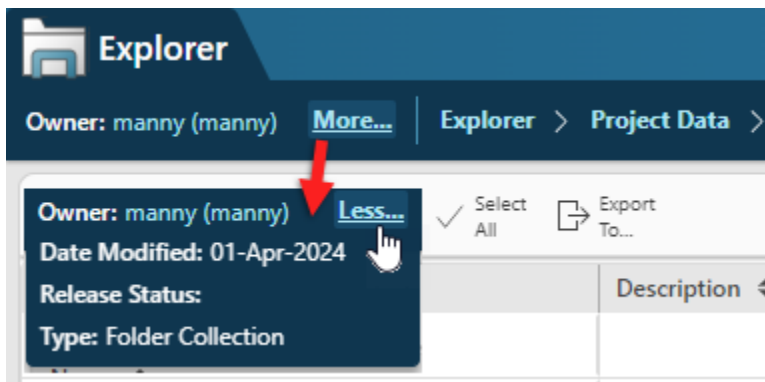 Explorer
Owner: manny (manny) More... Explorer > Project Data >
Owner: manny (manny) Less...
Date Modified: 01-Apr-2024
Release Status:
Type: Folder Collection
Select
All
Export
To...
Description